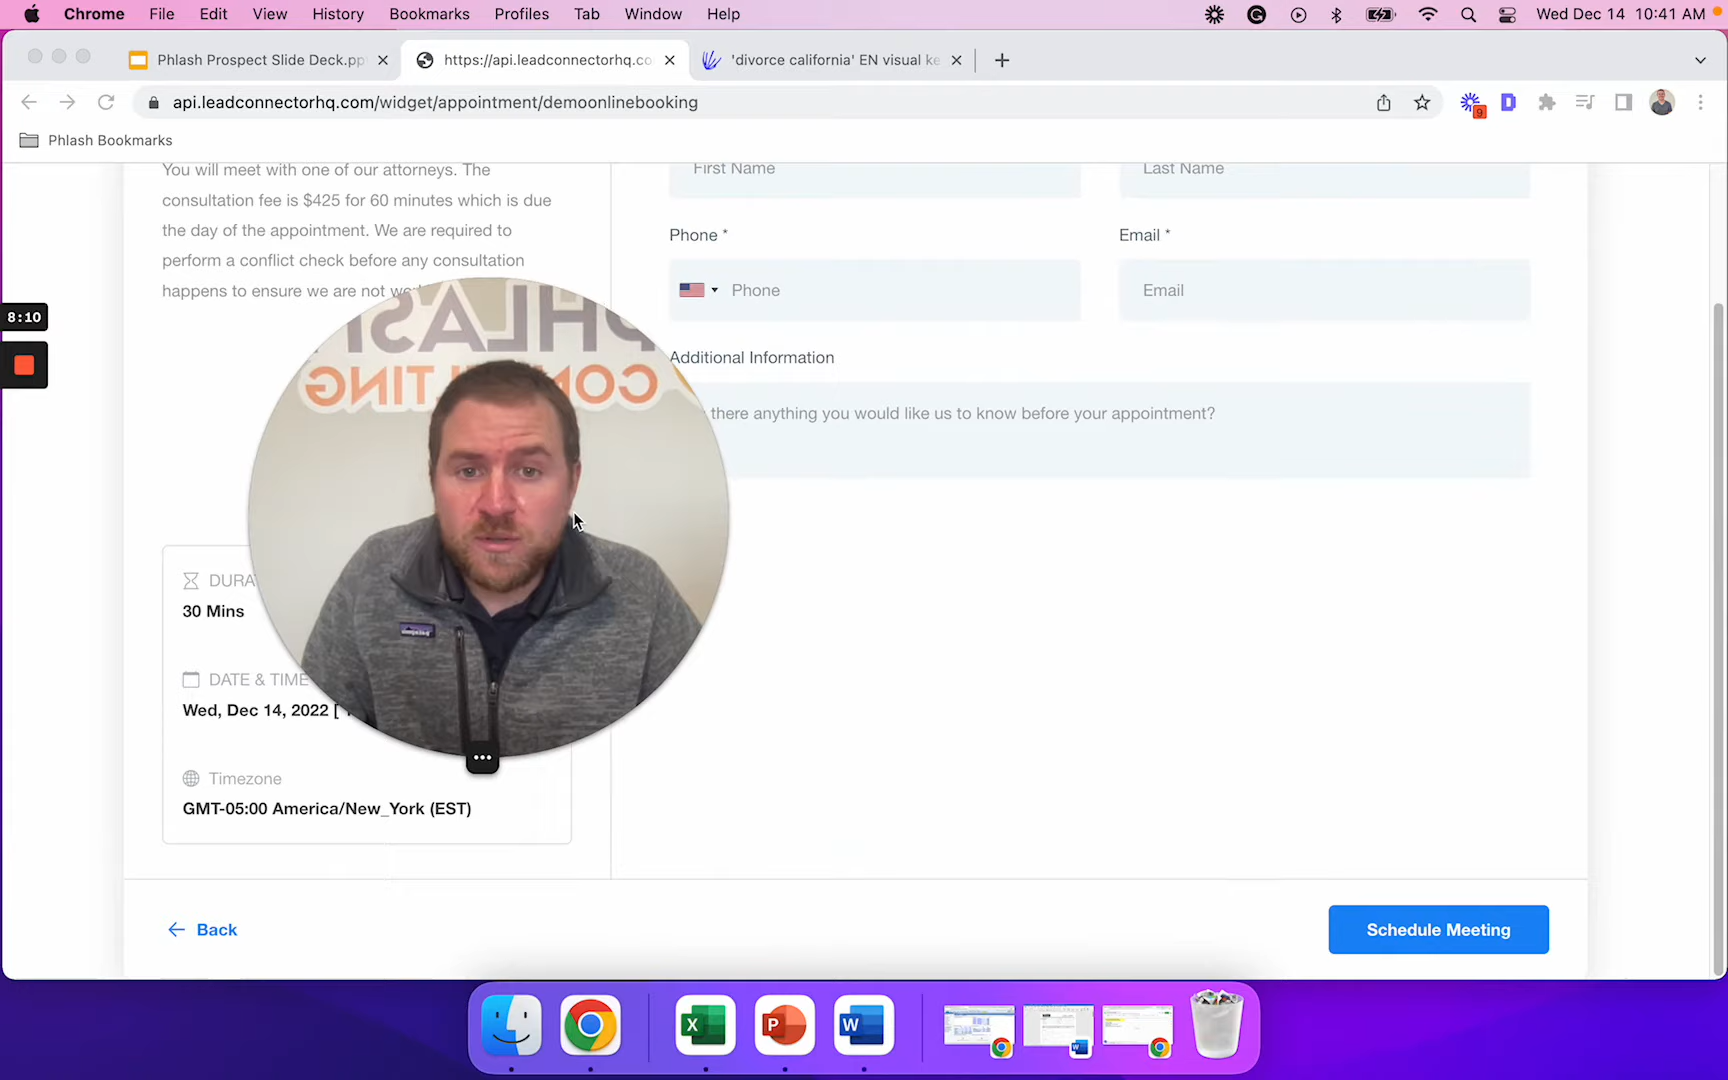 Chrome File Edit View History Bookmarks Profiles Tab Window Help Wed Dec 14 10:41 AM
Phlash Prospect Slide Deck.pp https://api.leadconnectorhq.co 'divorce california' EN visual ke
api.leadconnectorhq.com/widget/appointment/demoonlinebooking
9
Phlash Bookmarks
You will meet with one of our attorneys. The
consultation fee is $425 for 60 minutes which is due
the day of the appointment. We are required to
perform a conflict check before any consultation
happens to ensure we are not
First Name Last Name
Phone * Email *
Phone Email
Additional Information
there anything you would like us to know before your appointment?
8:10
PHLASH
CONSULTING
DURA
30 Mins
DATE & TIME
Wed, Dec 14, 2022 [
Timezone
GMT-05:00 America/New_York (EST)
Back
Schedule Meeting
X P W